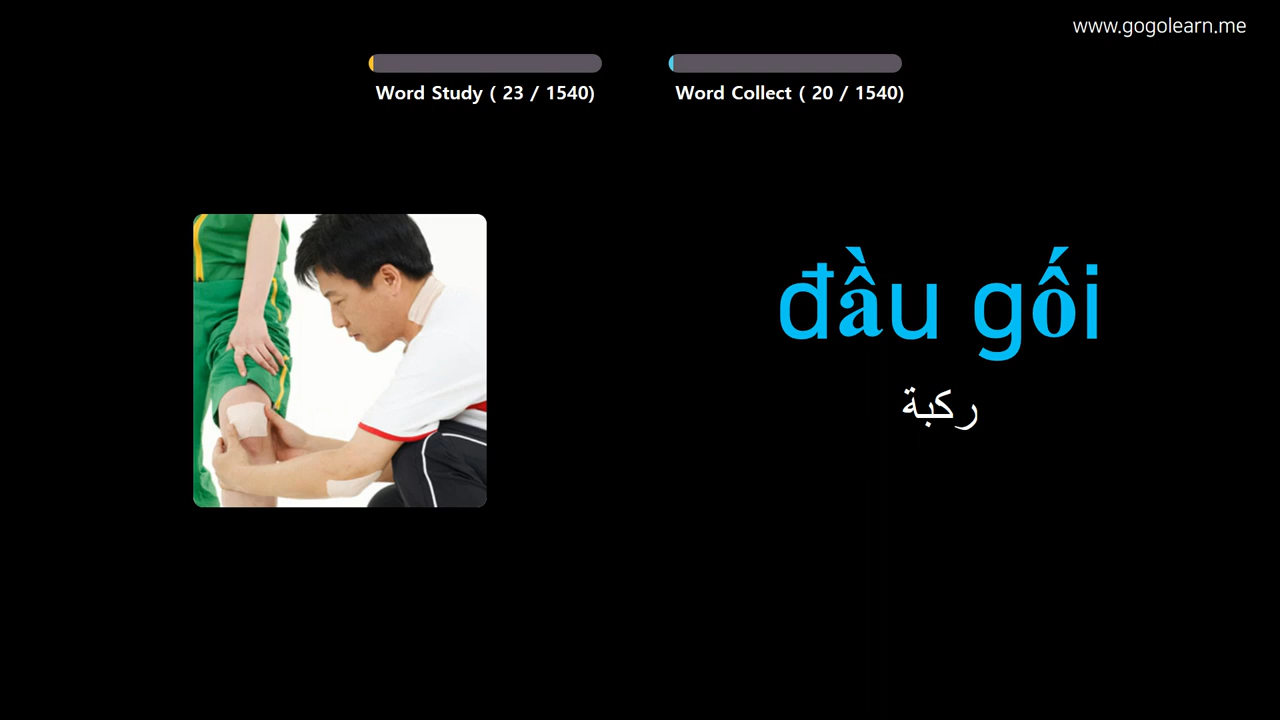 www.gogolearn.me
Word Study ( 23 / 1540)
Word Collect ( 20 / 1540)
đầu gối
ركبة